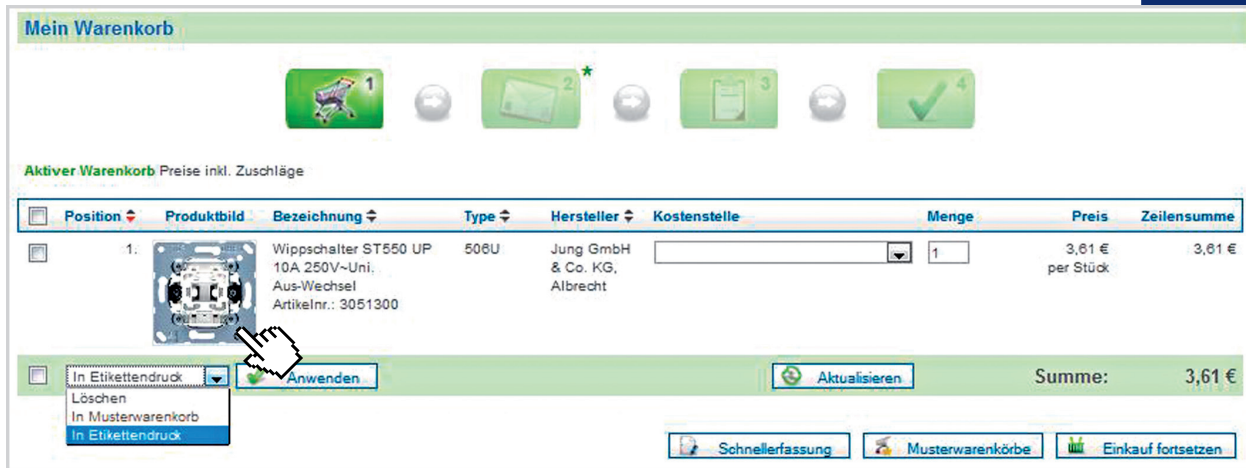 Mein Warenkorb
1
2 *
3
4
Aktiver Warenkorb Preise inkl. Zuschläge
Position Produktbild Bezeichnung Type Hersteller Kostenstelle Menge Preis Zeilensumme
1. Wippschalter ST550 UP 506U Jung GmbH 1 3,61 € 3,61 €
10A 250V~Uni. & Co. KG, per Stück
Aus-Wechsel Albrecht
Artikelnr.: 3051300
In Etikettendruck Anwenden Aktualisieren Summe: 3,61 €
Löschen
In Musterwarenkorb
In Etikettendruck
Schnellerfassung Musterwarenkörbe Einkauf fortsetzen